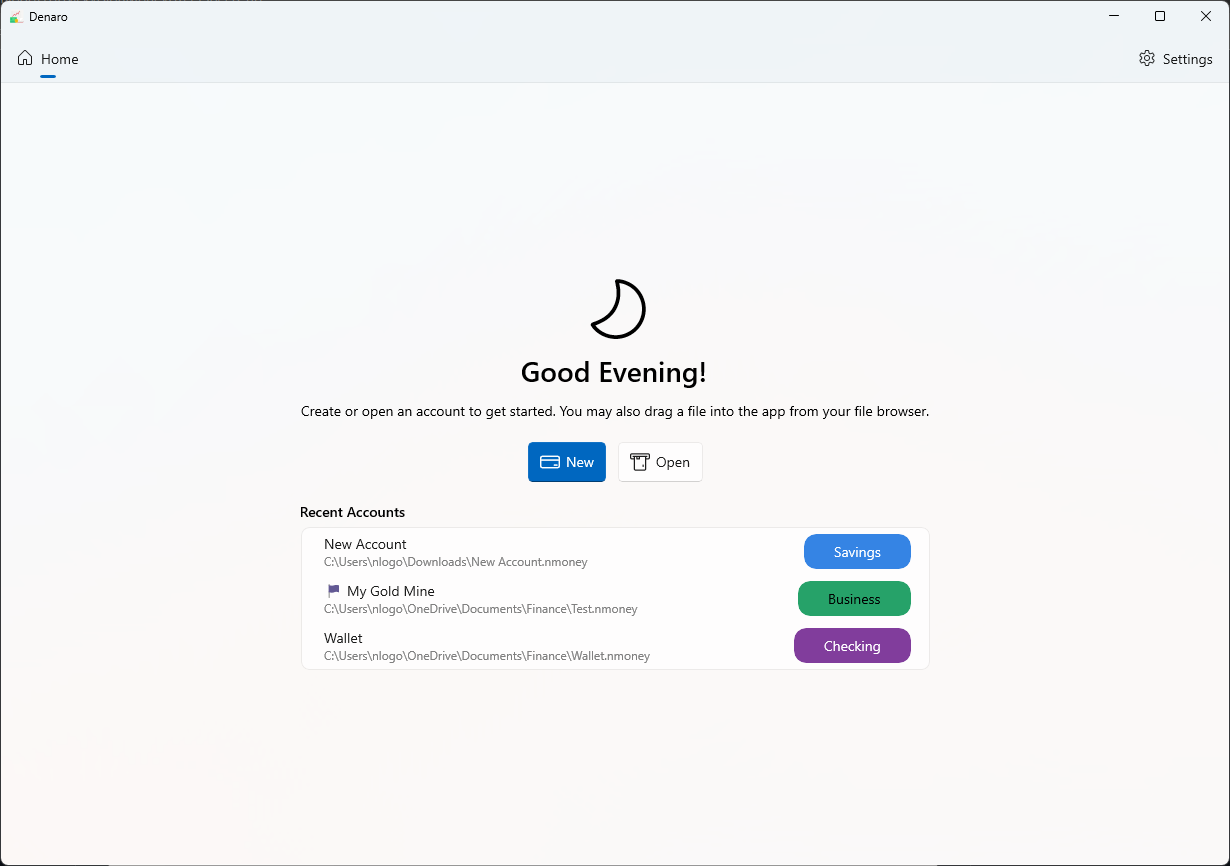 Denaro
Home
Settings
Good Evening!
Create or open an account to get started. You may also drag a file into the app from your file browser.
New
Open
Recent Accounts
New Account
C:\Users\nlogo\Downloads\New Account.nmoney
Savings
My Gold Mine
C:\Users\nlogo\OneDrive\Documents\Finance\Test.nmoney
Business
Wallet
C:\Users\nlogo\OneDrive\Documents\Finance\Wallet.nmoney
Checking